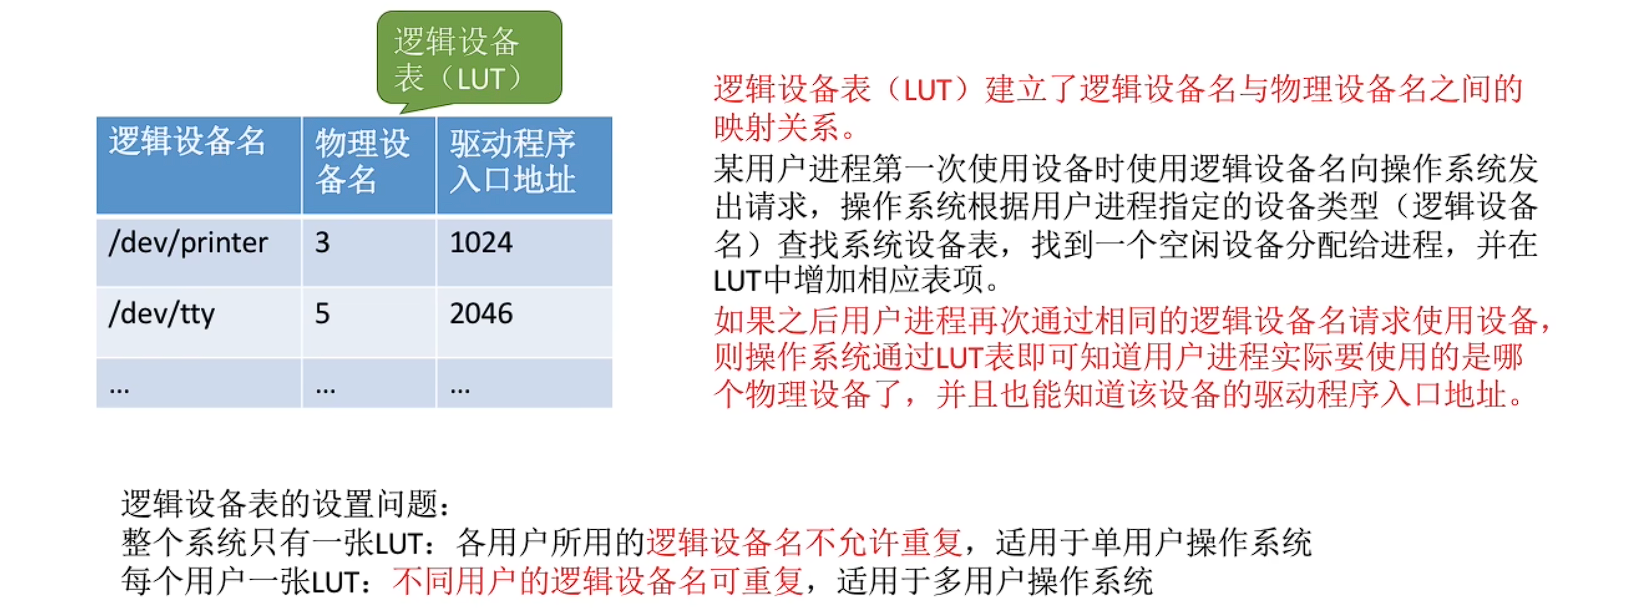 逻辑设备
表（LUT）
逻辑设备名
物理设
备名
驱动程序
入口地址
/dev/printer
3
1024
/dev/tty
5
2046
...
...
...
逻辑设备表（LUT）建立了逻辑设备名与物理设备名之间的
映射关系。
某用户进程第一次使用设备时使用逻辑设备名向操作系统发
出请求，操作系统根据用户进程指定的设备类型（逻辑设备
名）查找系统设备表，找到一个空闲设备分配给进程，并在
LUT中增加相应表项。
如果之后用户进程再次通过相同的逻辑设备名请求使用设备，
则操作系统通过LUT表即可知道用户进程实际要使用的是哪
个物理设备了，并且也能知道该设备的驱动程序入口地址。
逻辑设备表的设置问题：
整个系统只有一张LUT：各用户所用的逻辑设备名不允许重复，适用于单用户操作系统
每个用户一张LUT：不同用户的逻辑设备名可重复，适用于多用户操作系统